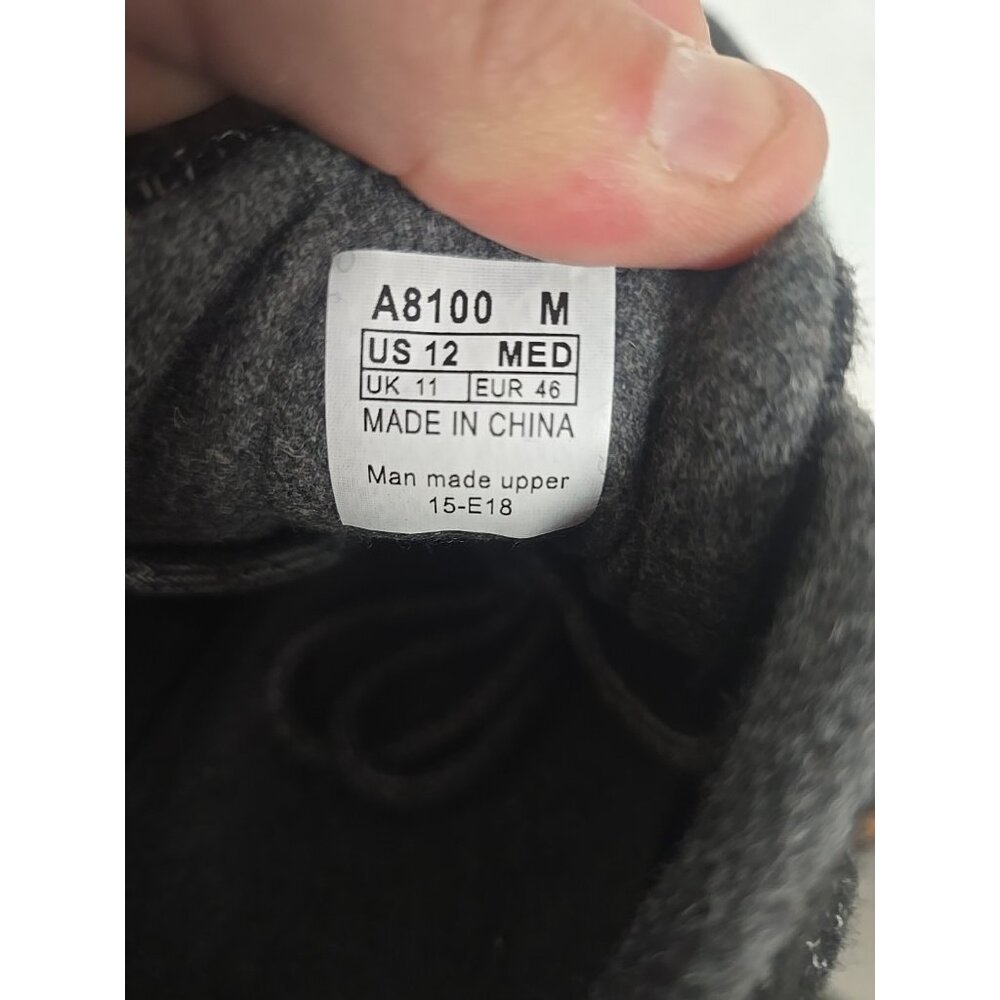 A8100 M
US 12 MED
UK 11 EUR 46
MADE IN CHINA
Man made upper
15-E18